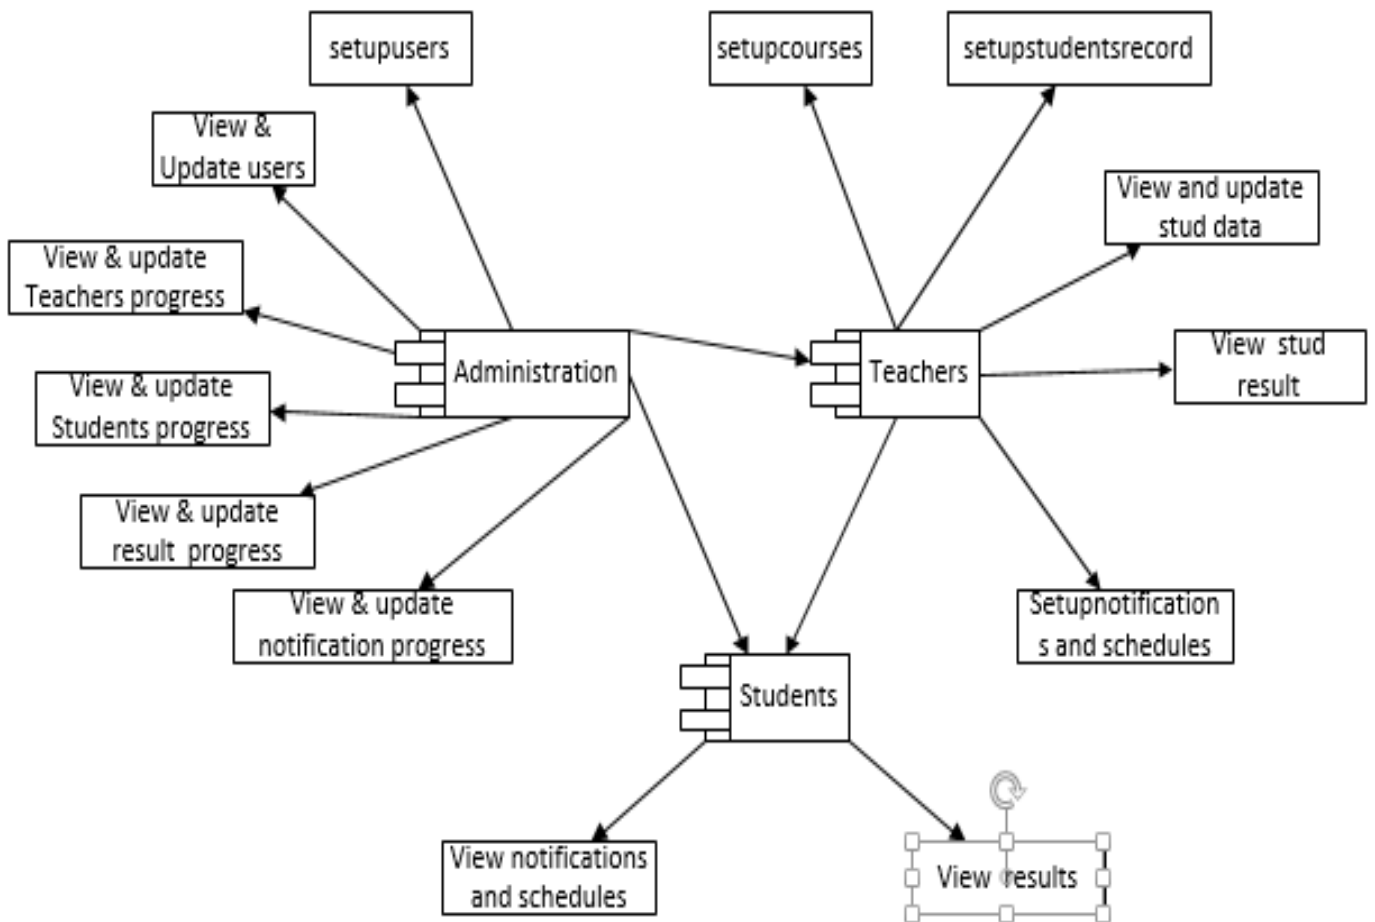 setupusers
setupcourses
setupstudentsrecord
View &
Update users
View and update
stud data
View & update
Teachers progress
Administration
Teachers
View stud
result
View & update
Students progress
View & update
result progress
View & update
notification progress
Setupnotification
s and schedules
Students
View notifications
and schedules
View results